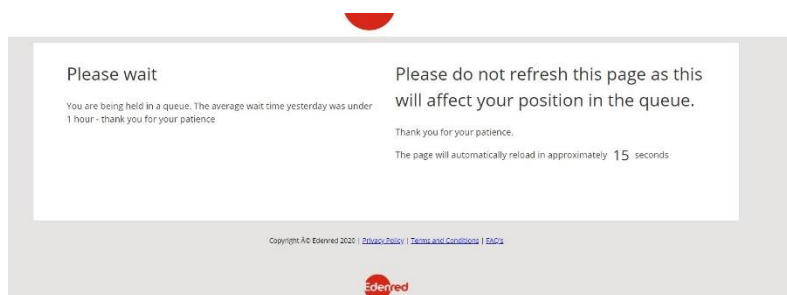 Please wait
You are being held in a queue. The average wait time yesterday was under
1 hour - thank you for your patience
Please do not refresh this page as this
will affect your position in the queue.
Thank you for your patience.
The page will automatically reload in approximately 15 seconds
Copyright Â© Edenred 2020 | Privacy Policy | Terms and Conditions | FAQ's
Edenred